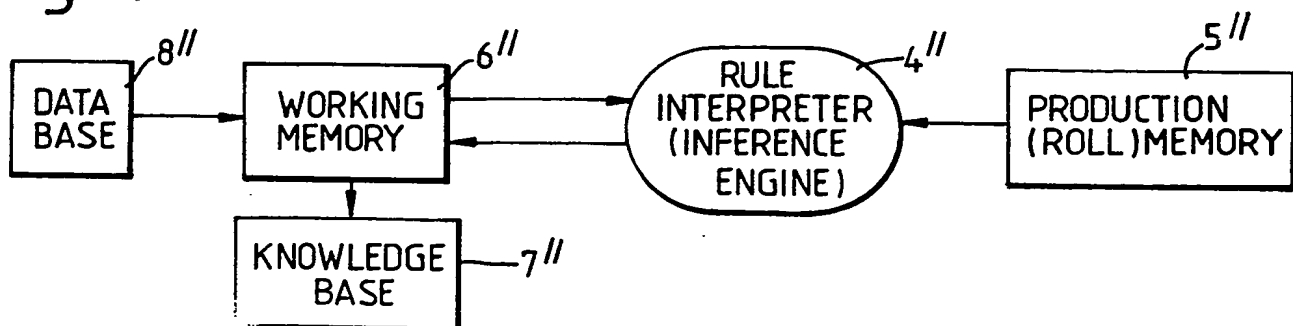 8"
DATA
BASE
6"
WORKING
MEMORY
4"
RULE
INTERPRETER
(INFERENCE
ENGINE)
5"
PRODUCTION
(ROLL)MEMORY
KNOWLEDGE
BASE
7"